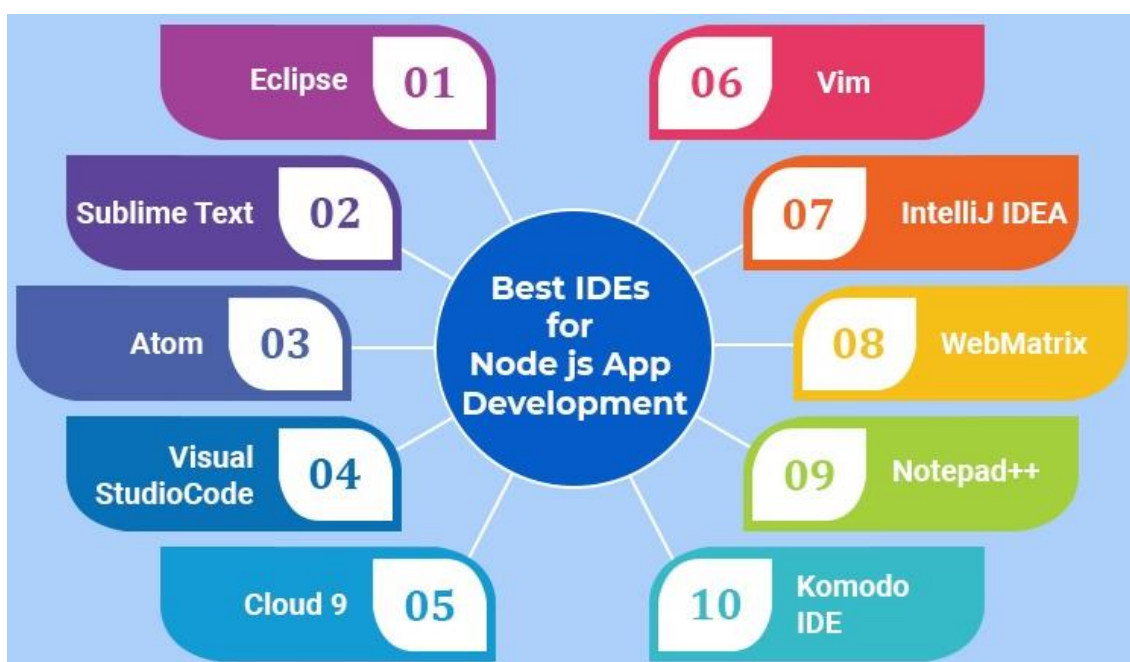 Eclipse
01
Sublime Text
02
Atom
03
Visual
StudioCode
04
Cloud 9
05
Best IDEs
for
Node js App
Development
06
Vim
07
IntelliJ IDEA
08
WebMatrix
09
Notepad++
10
Komodo
IDE